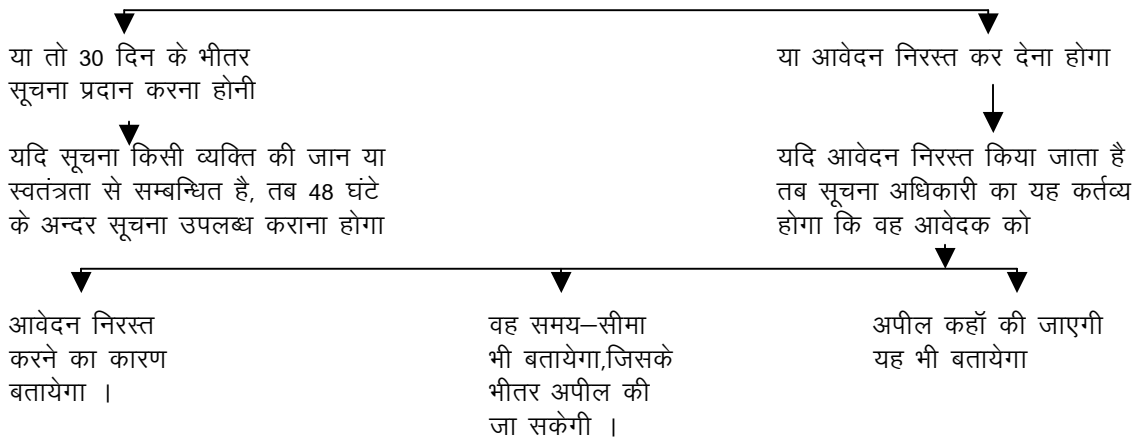 या तो 30 दिन के भीतर
सूचना प्रदान करना होनी
या आवेदन निरस्त कर देना होगा
यदि सूचना किसी व्यक्ति की जान या
स्वतंत्रता से सम्बन्धित है, तब 48 घंटे
के अन्दर सूचना उपलब्ध कराना होगा
यदि आवेदन निरस्त किया जाता है
तब सूचना अधिकारी का यह कर्तव्य
होगा कि वह आवेदक को
आवेदन निरस्त
करने का कारण
बतायेगा ।
वह समय–सीमा
भी बतायेगा,जिसके
भीतर अपील की
जा सकेगी ।
अपील कहॉ की जाएगी
यह भी बतायेगा